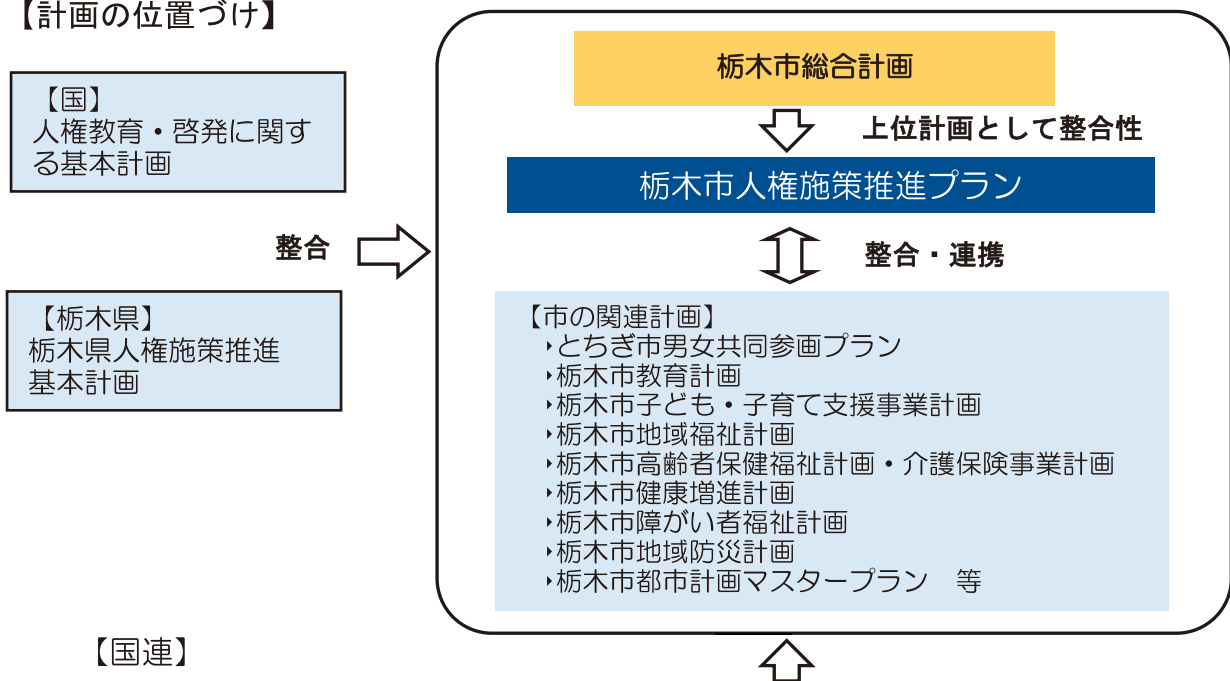 【計画の位置づけ】
【国】
人権教育・啓発に関す
る基本計画
整合
【栃木県】
栃木県人権施策推進
基本計画
【国連】
栃木市総合計画
上位計画として整合性
栃木市人権施策推進プラン
整合・連携
【市の関連計画】
‣とちぎ市男女共同参画プラン
‣栃木市教育計画
‣栃木市子ども・子育て支援事業計画
‣栃木市地域福祉計画
‣栃木市高齢者保健福祉計画・介護保険事業計画
‣栃木市健康増進計画
‣栃木市障がい者福祉計画
‣栃木市地域防災計画
‣栃木市都市計画マスタープラン　等